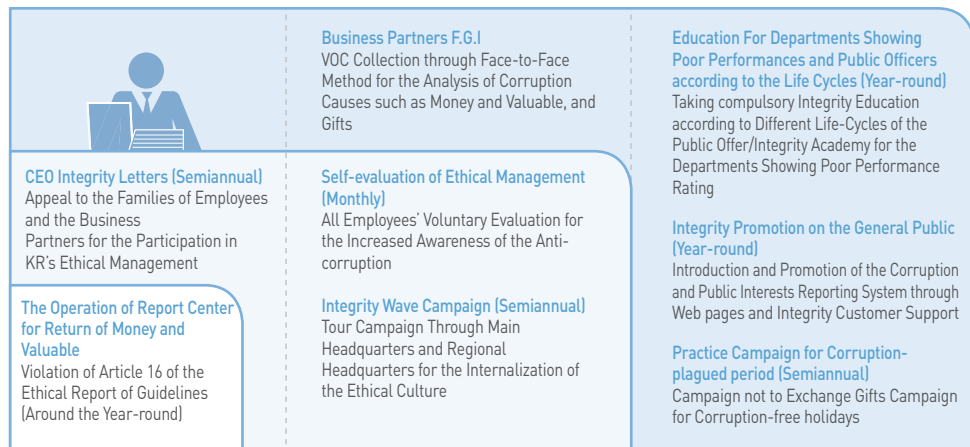 CEO Integrity Letters (Semiannual)
Appeal to the Families of Employees
and the Business
Partners for the Participation in
KR's Ethical Management
The Operation of Report Center
for Return of Money and
Valuable
Violation of Article 16 of the
Ethical Report of Guidelines
(Around the Year-round)
Business Partners F.G.I
VOC Collection through Face-to-Face
Method for the Analysis of Corruption
Causes such as Money and Valuable, and
Gifts
Self-evaluation of Ethical Management
(Monthly)
All Employees' Voluntary Evaluation for
the Increased Awareness of the Anti-
corruption
Integrity Wave Campaign (Semiannual)
Tour Campaign Through Main
Headquarters and Regional
Headquarters for the Internalization of
the Ethical Culture
Education For Departments Showing
Poor Performances and Public Officers
according to the Life Cycles (Year-round)
Taking compulsory Integrity Education
according to Different Life-Cycles of the
Public Offer/Integrity Academy for the
Departments Showing Poor Performance
Rating
Integrity Promotion on the General Public
(Year-round)
Introduction and Promotion of the Corruption
and Public Interests Reporting System through
Web pages and Integrity Customer Support
Practice Campaign for Corruption-
plagued period (Semiannual)
Campaign not to Exchange Gifts Campaign
for Corruption-free holidays